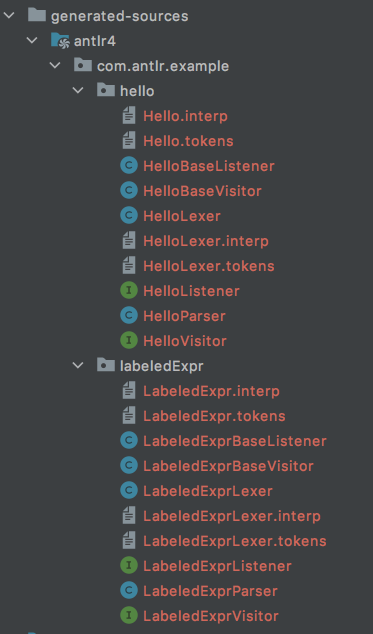 generated-sources
antlr4
com.antlr.example
hello
Hello.interp
Hello.tokens
C HelloBaseListener
C HelloBaseVisitor
C HelloLexer
HelloLexer.interp
HelloLexer.tokens
I HelloListener
C HelloParser
I HelloVisitor
labeledExpr
LabeledExpr.interp
LabeledExpr.tokens
C LabeledExprBaseListener
C LabeledExprBaseVisitor
C LabeledExprLexer
LabeledExprLexer.interp
LabeledExprLexer.tokens
I LabeledExprListener
C LabeledExprParser
I LabeledExprVisitor